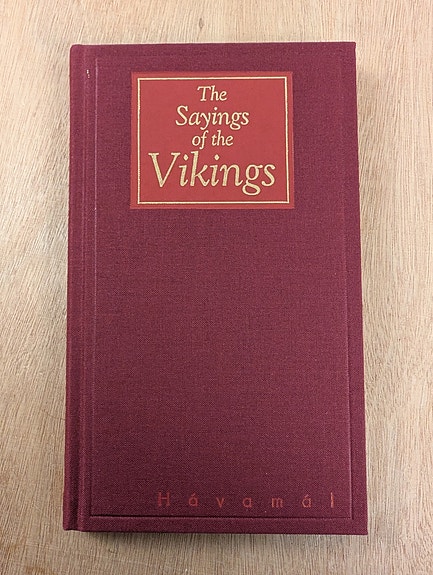 The
Sayings
of the
Vikings
Hávamál